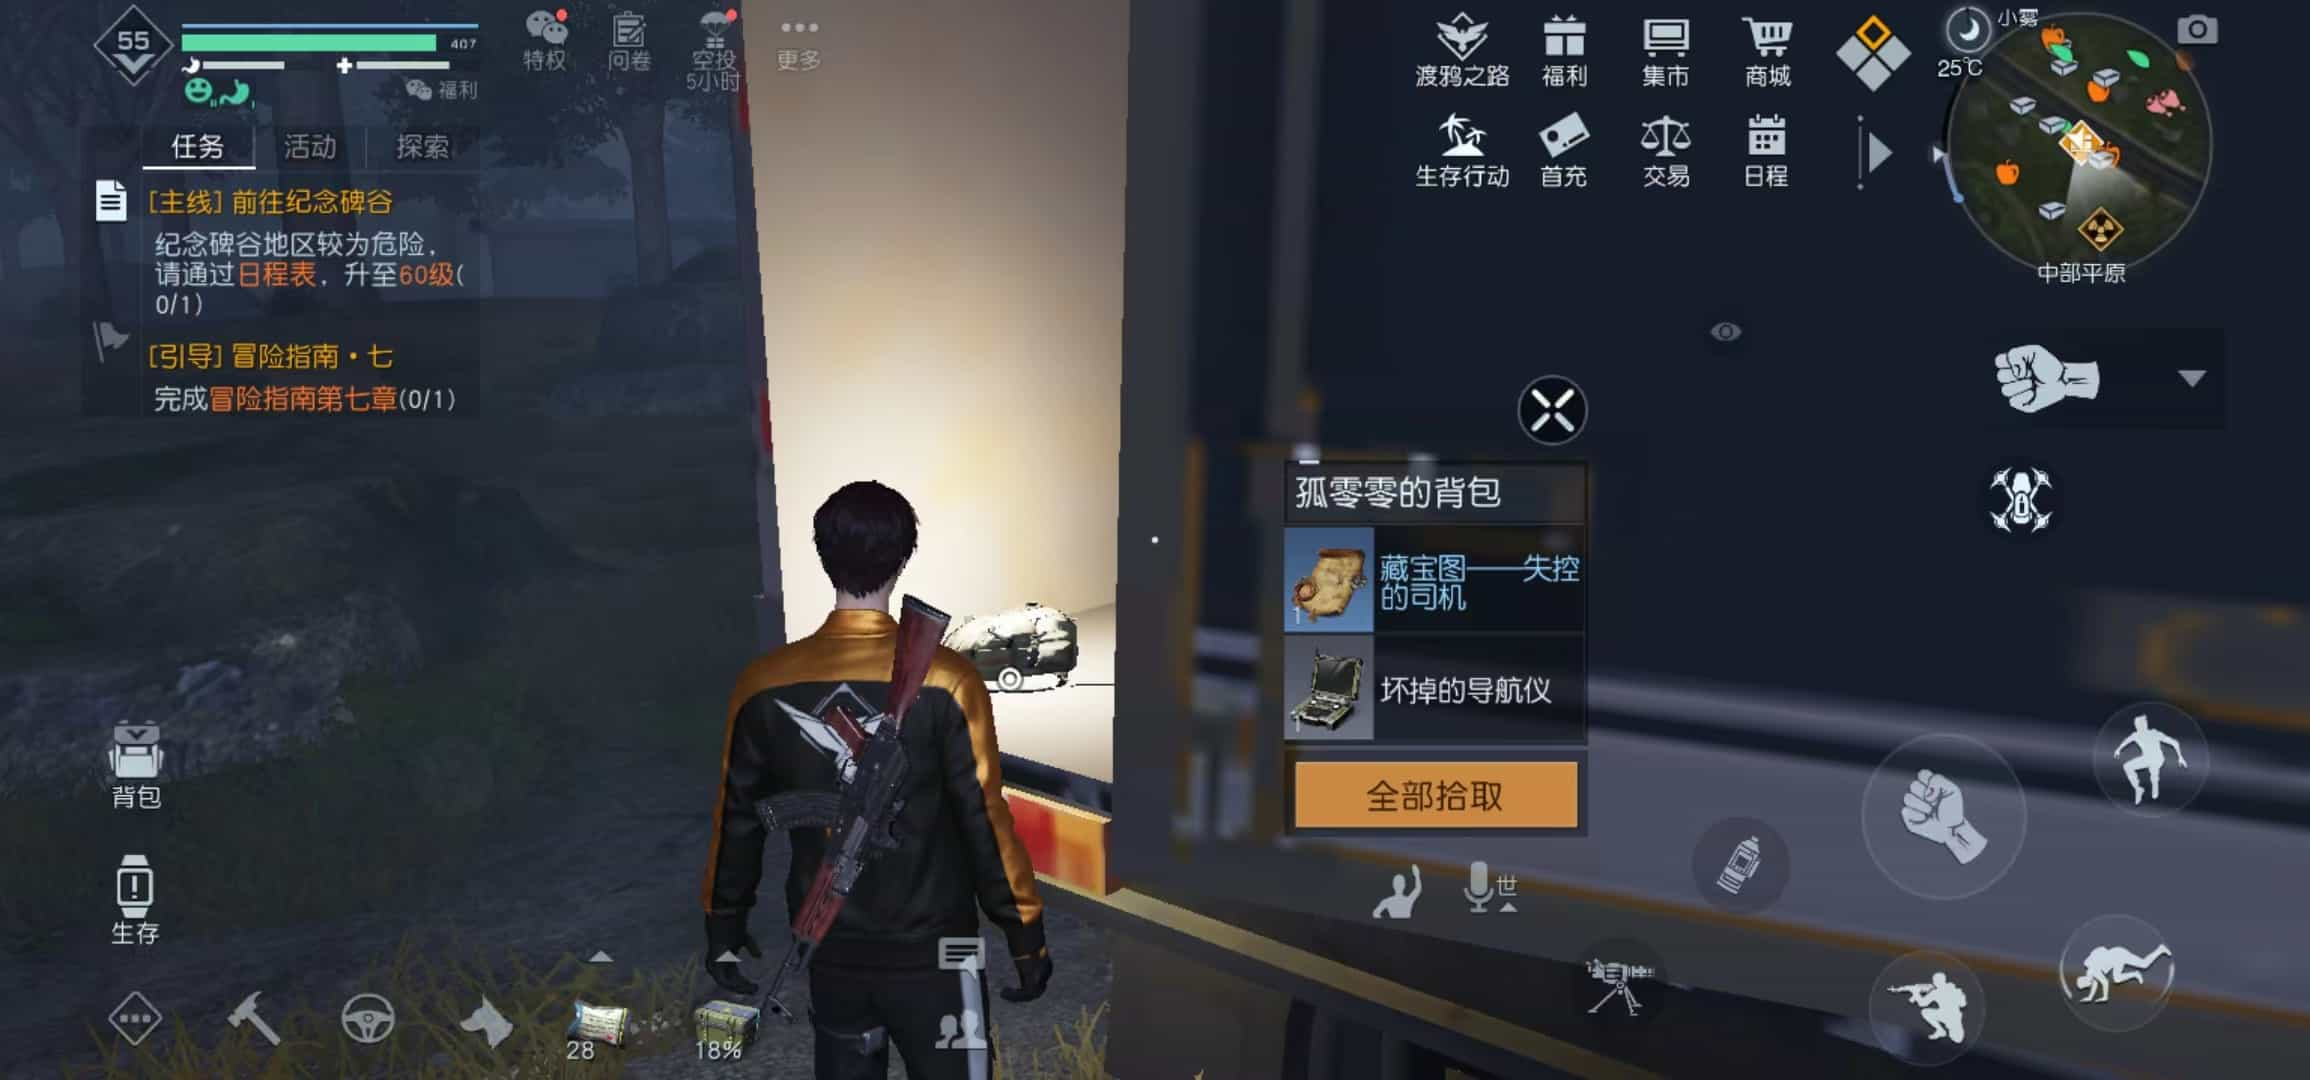 55
407
特权
问卷
空投
5小时
更多
福利
任务
活动
探索
[主线] 前往纪念碑谷
纪念碑谷地区较为危险，
请通过日程表，升至60级(
0/1)
[引导] 冒险指南·七
完成冒险指南第七章(0/1)
渡鸦之路
福利
集市
商城
生存行动
首充
交易
日程
小雾
25℃
中部平原
孤零零的背包
藏宝图——失控
的司机
1
坏掉的导航仪
1
全部拾取
世
背包
生存
28
18%